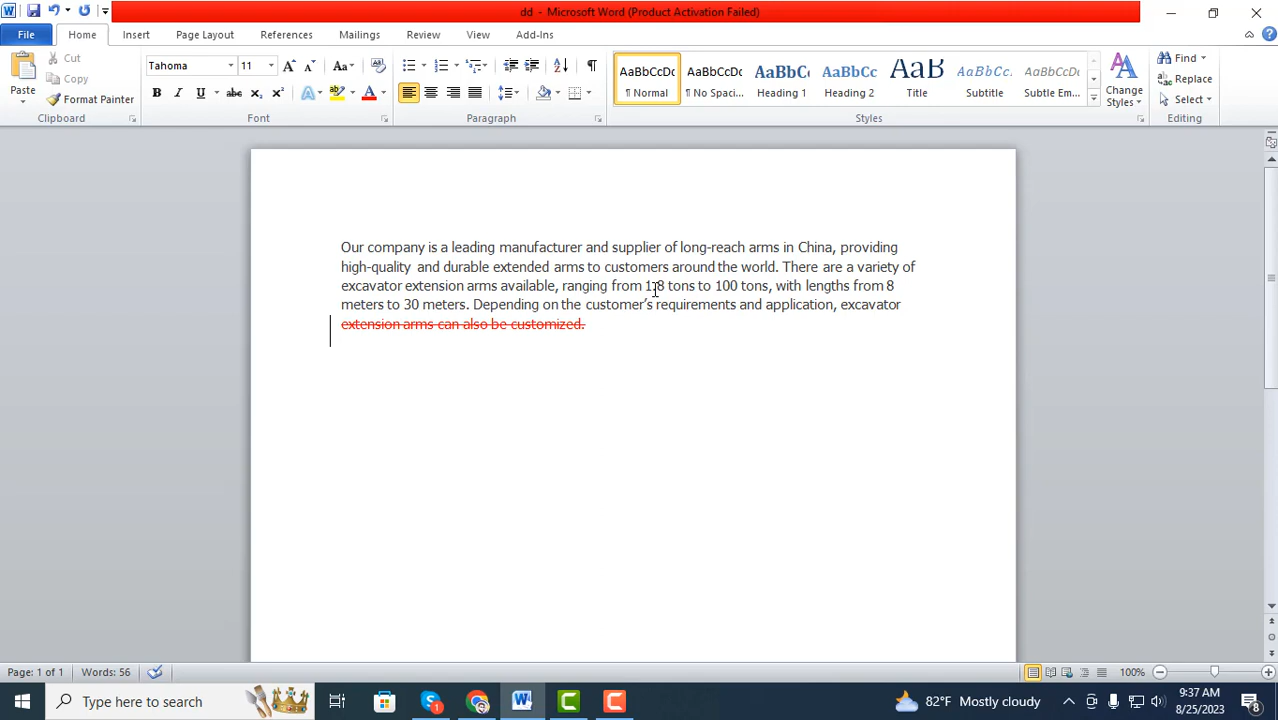 dd - Microsoft Word (Product Activation Failed)
File Home Insert Page Layout References Mailings Review View Add-Ins
Paste
Cut
Copy
Format Painter
Clipboard
Tahoma 11
Font
Paragraph
AaBbCcDc AaBbCcDc AaBbC AaBbCc AaB AaBbCc. AaBbCcDc
¶ Normal ¶ No Spaci... Heading 1 Heading 2 Title Subtitle Subtle Em...
Styles
Change Styles
Find
Replace
Select
Editing
Our company is a leading manufacturer and supplier of long-reach arms in China, providing
high-quality and durable extended arms to customers around the world. There are a variety of
excavator extension arms available, ranging from 1.8 tons to 100 tons, with lengths from 8
meters to 30 meters. Depending on the customer's requirements and application, excavator
extension arms can also be customized.
Page: 1 of 1 Words: 56 100%
Type here to search
82°F Mostly cloudy
9:37 AM
8/25/2023
8